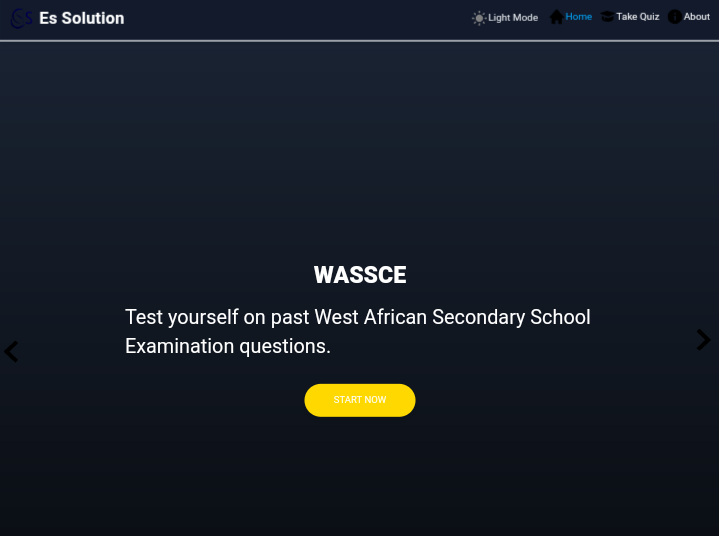 Es Solution
Light Mode
Home
Take Quiz
About
WASSCE
Test yourself on past West African Secondary School
Examination questions.
START NOW